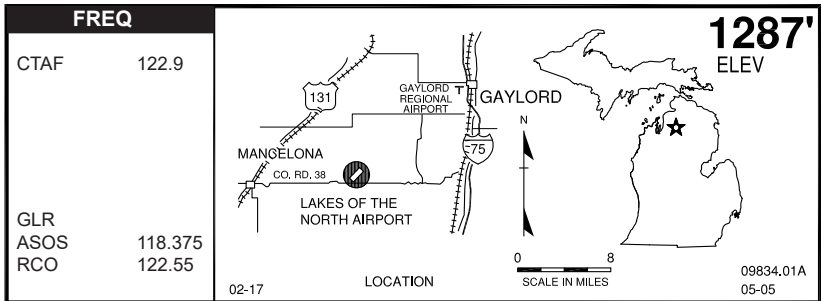 FREQ
CTAF 122.9
GLR
ASOS 118.375
RCO 122.55
1287'
ELEV
131
GAYLORD
REGIONAL
AIRPORT
GAYLORD
N
75
MANCELONA
CO. RD. 38
LAKES OF THE
NORTH AIRPORT
0 8
SCALE IN MILES
LOCATION
02-17
09834.01A
05-05